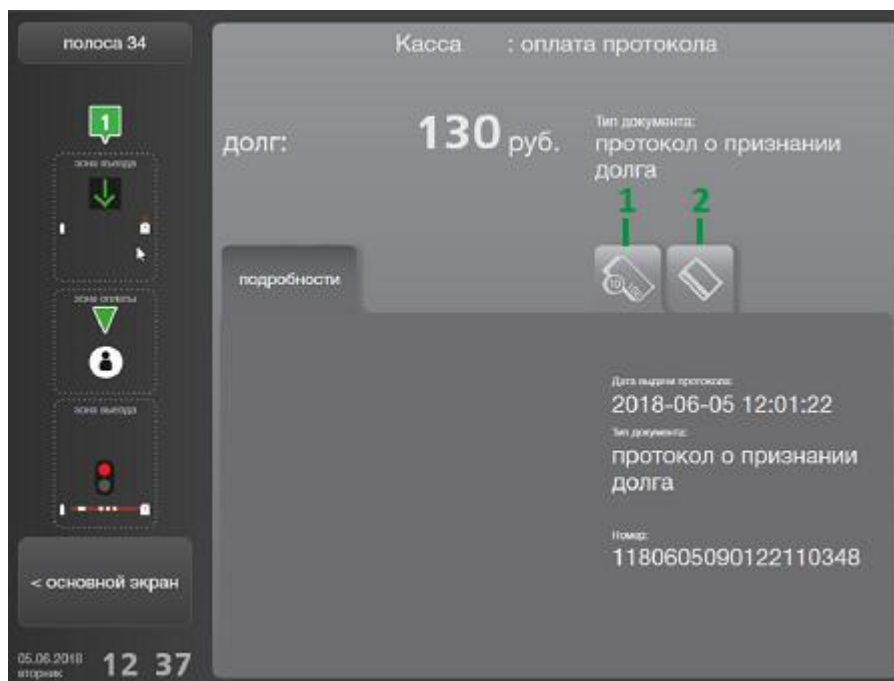 полоса 34
1
зона въезда
зона оплаты
зона выезда
< основной экран
05.06.2018
вторник
12 37
Касса : оплата протокола
долг: 130 руб.
Тип документа:
протокол о признании
долга
1 2
10
подробности
Дата выдачи протокола:
2018-06-05 12:01:22
Тип документа:
протокол о признании
долга
Номер:
1180605090122110348